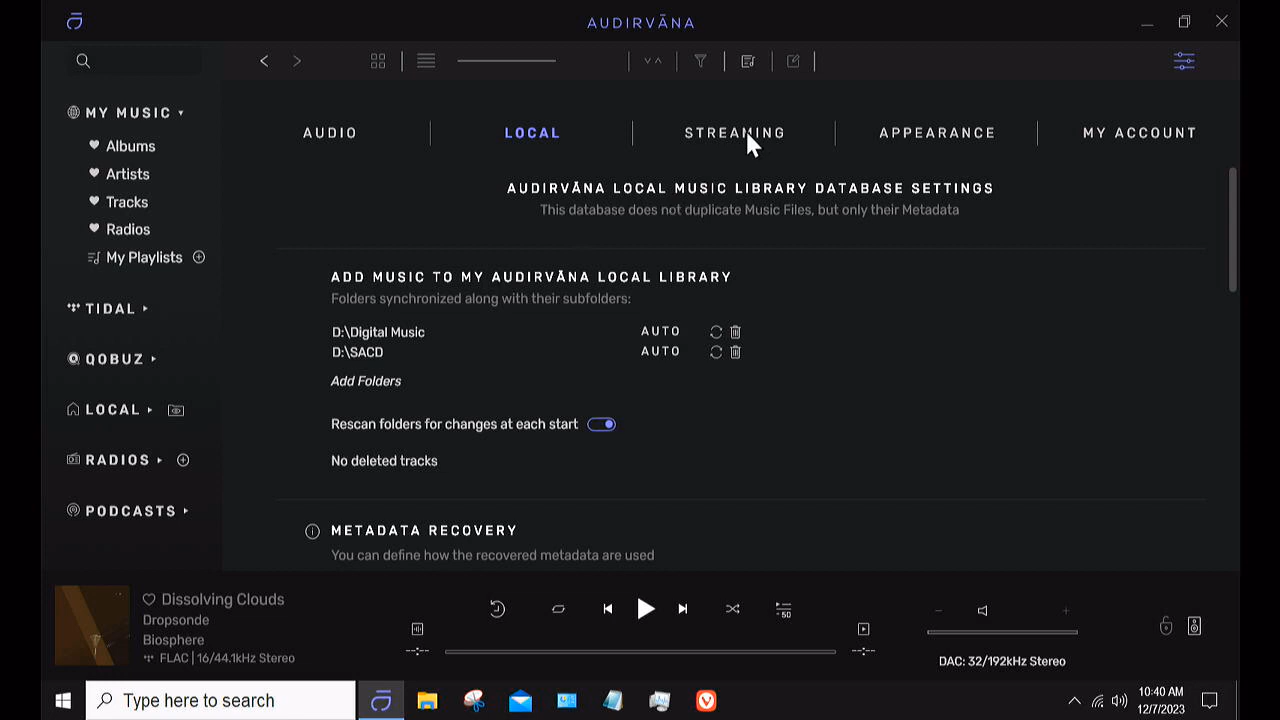 AUDIRVĀNA
MY MUSIC
Albums
Artists
Tracks
Radios
My Playlists
TIDAL
QOBUZ
LOCAL
RADIOS
PODCASTS
AUDIO
LOCAL
STREAMING
APPEARANCE
MY ACCOUNT
AUDIRVĀNA LOCAL MUSIC LIBRARY DATABASE SETTINGS
This database does not duplicate Music Files, but only their Metadata
ADD MUSIC TO MY AUDIRVĀNA LOCAL LIBRARY
Folders synchronized along with their subfolders:
D:\Digital Music AUTO
D:\SACD AUTO
Add Folders
Rescan folders for changes at each start
No deleted tracks
METADATA RECOVERY
You can define how the recovered metadata are used
Dissolving Clouds
Dropsonde
Biosphere
FLAC | 16/44.1kHz Stereo
50
DAC: 32/192kHz Stereo
Type here to search
10:40 AM
12/7/2023